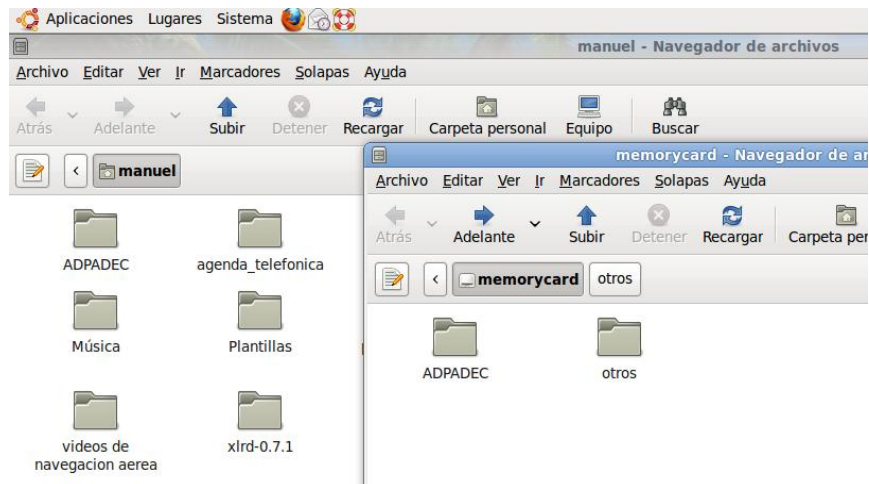 Aplicaciones Lugares Sistema
manuel - Navegador de archivos
Archivo Editar Ver Ir Marcadores Solapas Ayuda
Atrás Adelante Subir Detener Recargar Carpeta personal Equipo Buscar
manuel
ADPADEC agenda_telefonica
Música Plantillas
videos de
navegacion aerea
xlrd-0.7.1
memorycard - Navegador de ar
Archivo Editar Ver Ir Marcadores Solapas Ayuda
Atrás Adelante Subir Detener Recargar Carpeta per
memorycard otros
ADPADEC otros